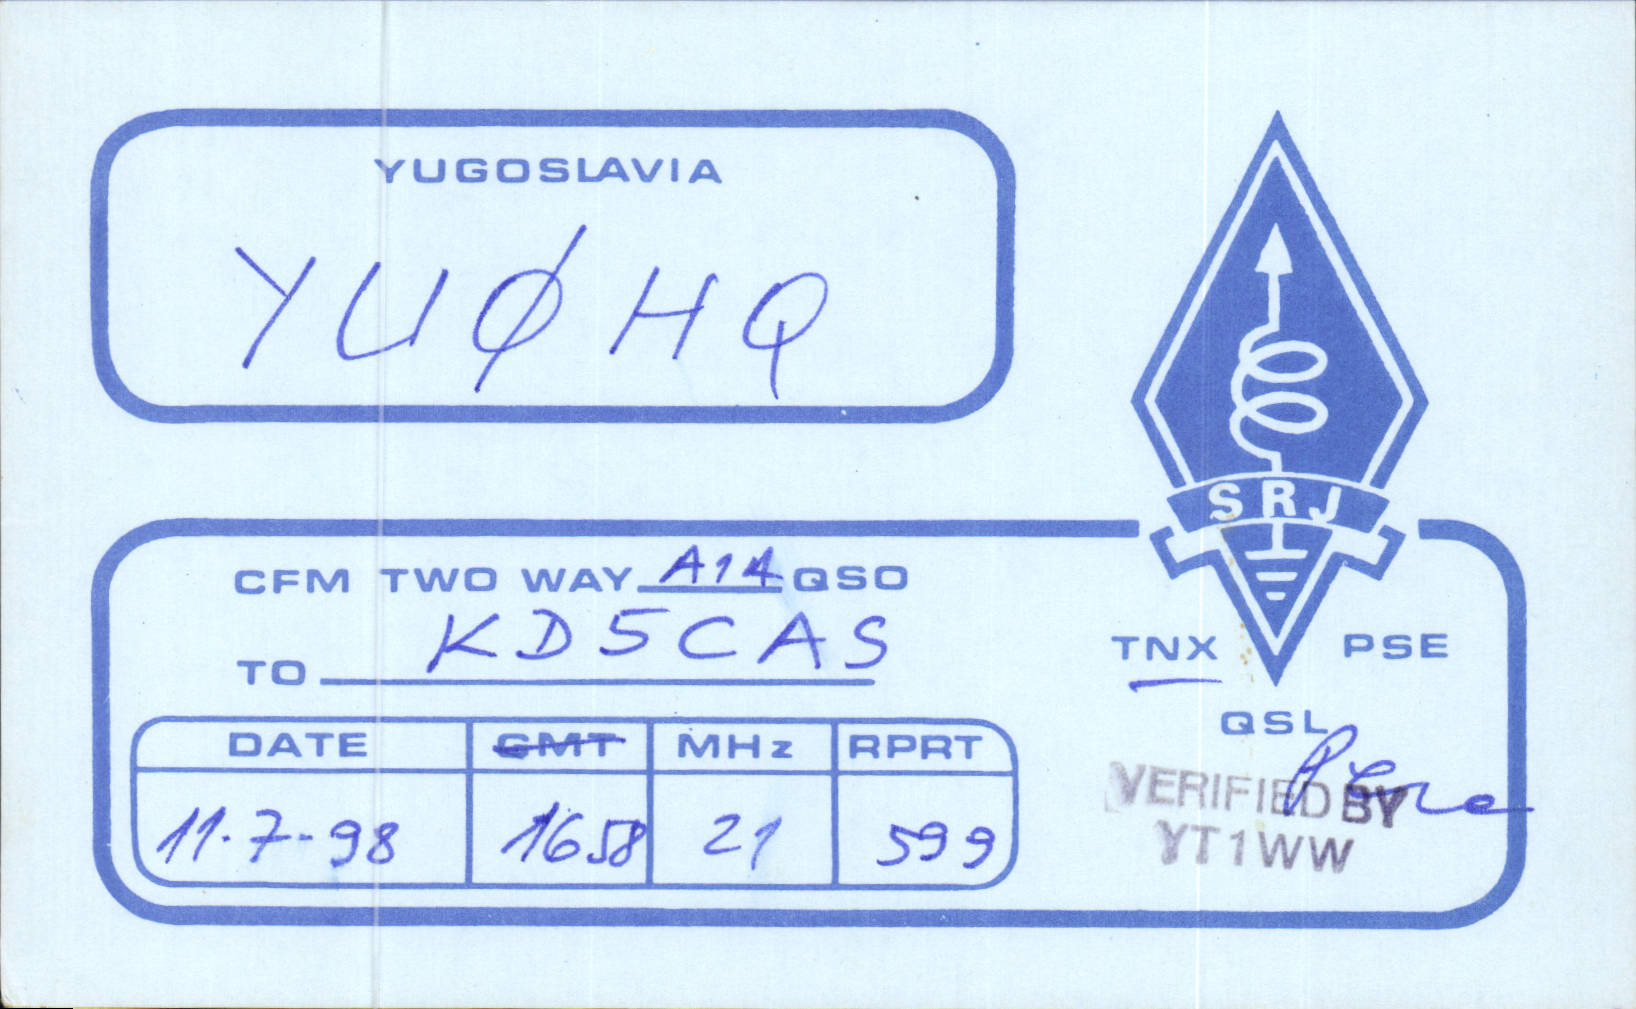 YUGOSLAVIA
YUØHQ
SRJ
CFM TWO WAY A1A QSO
TO KD5CAS
TNX PSE
QSL
DATE GMT MHz RPRT
11.7-98 1658 21 599
VERIFIED BY
YT1WW